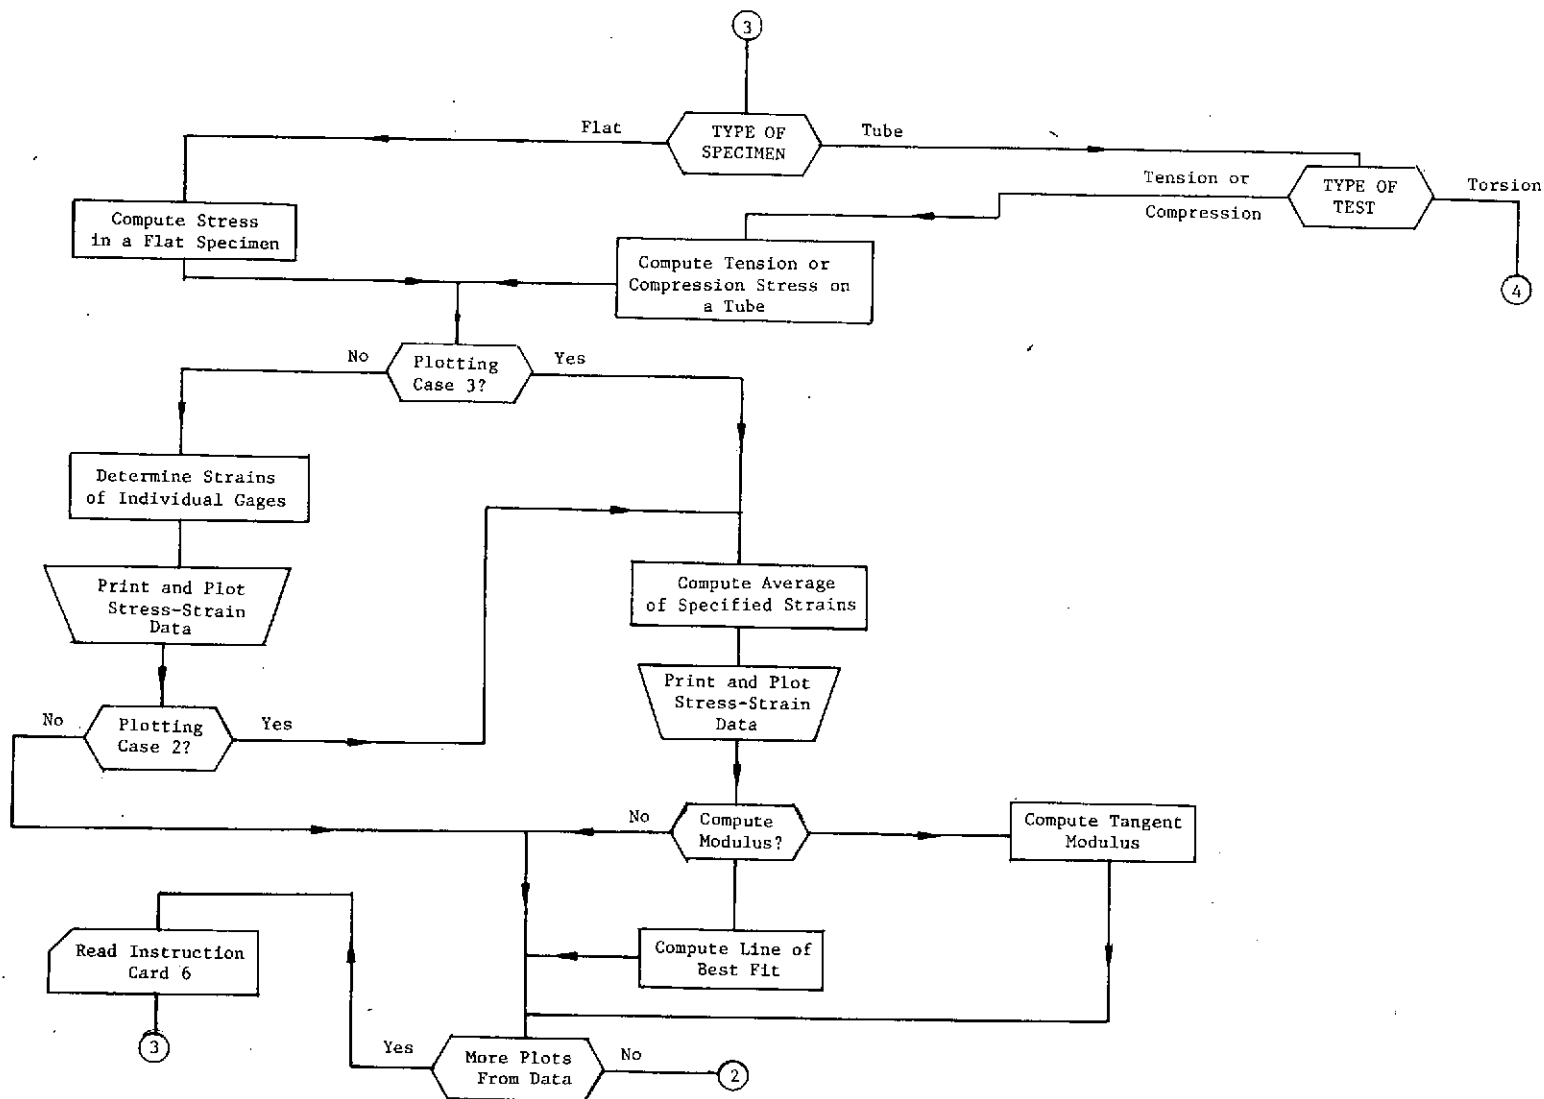 3
Flat
TYPE OF
SPECIMEN
Tube
Tension or
Compression
TYPE OF
TEST
Torsion
4
Compute Stress
in a Flat Specimen
Compute Tension or
Compression Stress on
a Tube
No
Plotting
Case 3?
Yes
Determine Strains
of Individual Gages
Print and Plot
Stress-Strain
Data
Compute Average
of Specified Strains
Print and Plot
Stress-Strain
Data
No
Plotting
Case 2?
Yes
No
Compute
Modulus?
Compute Tangent
Modulus
Read Instruction
Card 6
3
Compute Line of
Best Fit
Yes
More Plots
From Data
No
2